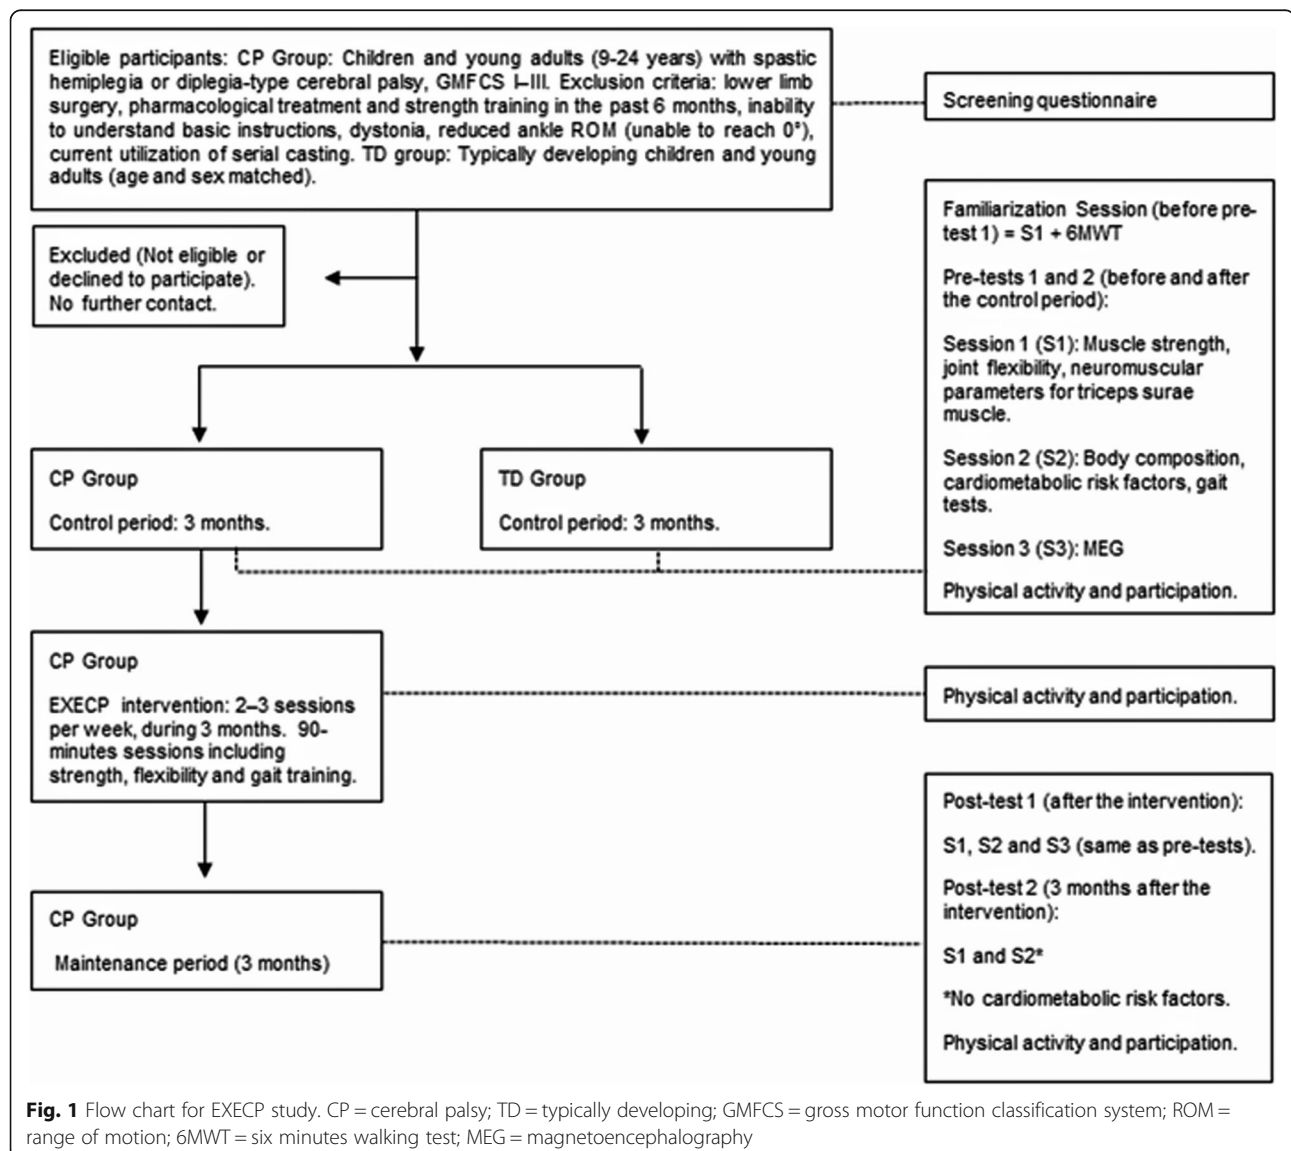 Eligible participants: CP Group: Children and young adults (9-24 years) with spastic
hemiplegia or diplegia-type cerebral palsy, GMFCS I–III. Exclusion criteria: lower limb
surgery, pharmacological treatment and strength training in the past 6 months, inability
to understand basic instructions, dystonia, reduced ankle ROM (unable to reach 0°),
current utilization of serial casting. TD group: Typically developing children and young
adults (age and sex matched).
Screening questionnaire
Excluded (Not eligible or
declined to participate).
No further contact.
Familiarization Session (before pre-
test 1) = S1 + 6MWT
Pre-tests 1 and 2 (before and after
the control period):
Session 1 (S1): Muscle strength,
joint flexibility, neuromuscular
parameters for triceps surae
muscle.
Session 2 (S2): Body composition,
cardiometabolic risk factors, gait
tests.
Session 3 (S3): MEG
Physical activity and participation.
CP Group
Control period: 3 months.
TD Group
Control period: 3 months.
CP Group
EXECP intervention: 2–3 sessions
per week, during 3 months. 90-
minutes sessions including
strength, flexibility and gait training.
Physical activity and participation.
CP Group
Maintenance period (3 months)
Post-test 1 (after the intervention):
S1, S2 and S3 (same as pre-tests).
Post-test 2 (3 months after the
intervention):
S1 and S2*
*No cardiometabolic risk factors.
Physical activity and participation.
Fig. 1 Flow chart for EXECP study. CP = cerebral palsy; TD = typically developing; GMFCS = gross motor function classification system; ROM =
range of motion; 6MWT = six minutes walking test; MEG = magnetoencephalography